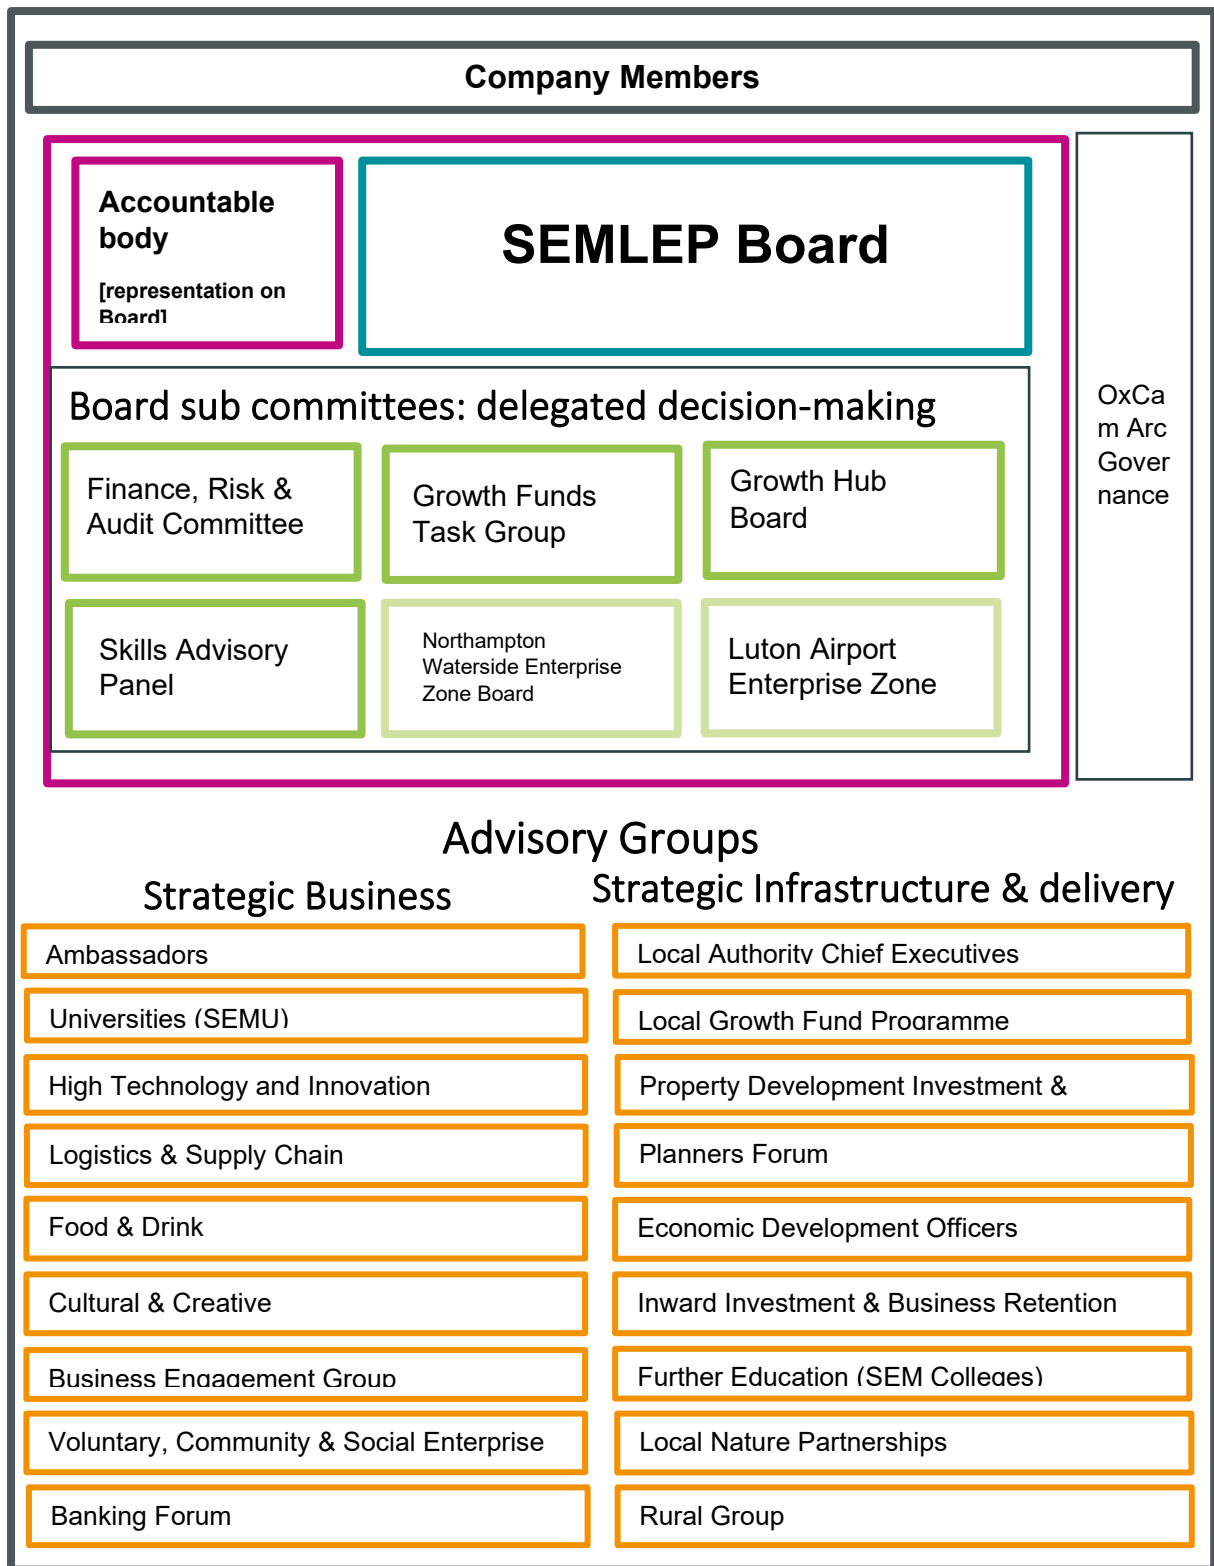 Company Members
Accountable
body
[representation on
Board]
SEMLEP Board
OxCa
m Arc
Gover
nance
Board sub committees: delegated decision-making
Finance, Risk &
Audit Committee
Growth Funds
Task Group
Growth Hub
Board
Skills Advisory
Panel
Northampton
Waterside Enterprise
Zone Board
Luton Airport
Enterprise Zone
Advisory Groups
Strategic Business
Ambassadors
Universities (SEMU)
High Technology and Innovation
Logistics & Supply Chain
Food & Drink
Cultural & Creative
Business Engagement Group
Voluntary, Community & Social Enterprise
Banking Forum
Strategic Infrastructure & delivery
Local Authority Chief Executives
Local Growth Fund Programme
Property Development Investment &
Planners Forum
Economic Development Officers
Inward Investment & Business Retention
Further Education (SEM Colleges)
Local Nature Partnerships
Rural Group